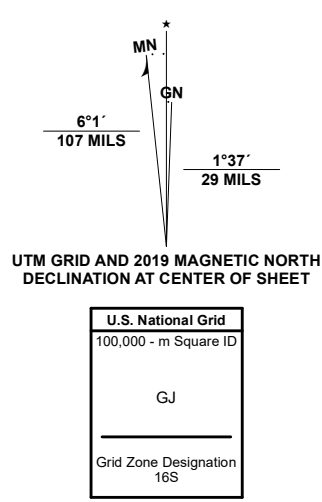 MN
GN
6°1´
107 MILS
1°37´
29 MILS
UTM GRID AND 2019 MAGNETIC NORTH
DECLINATION AT CENTER OF SHEET
U.S. National Grid
100,000 - m Square ID
GJ
Grid Zone Designation
16S